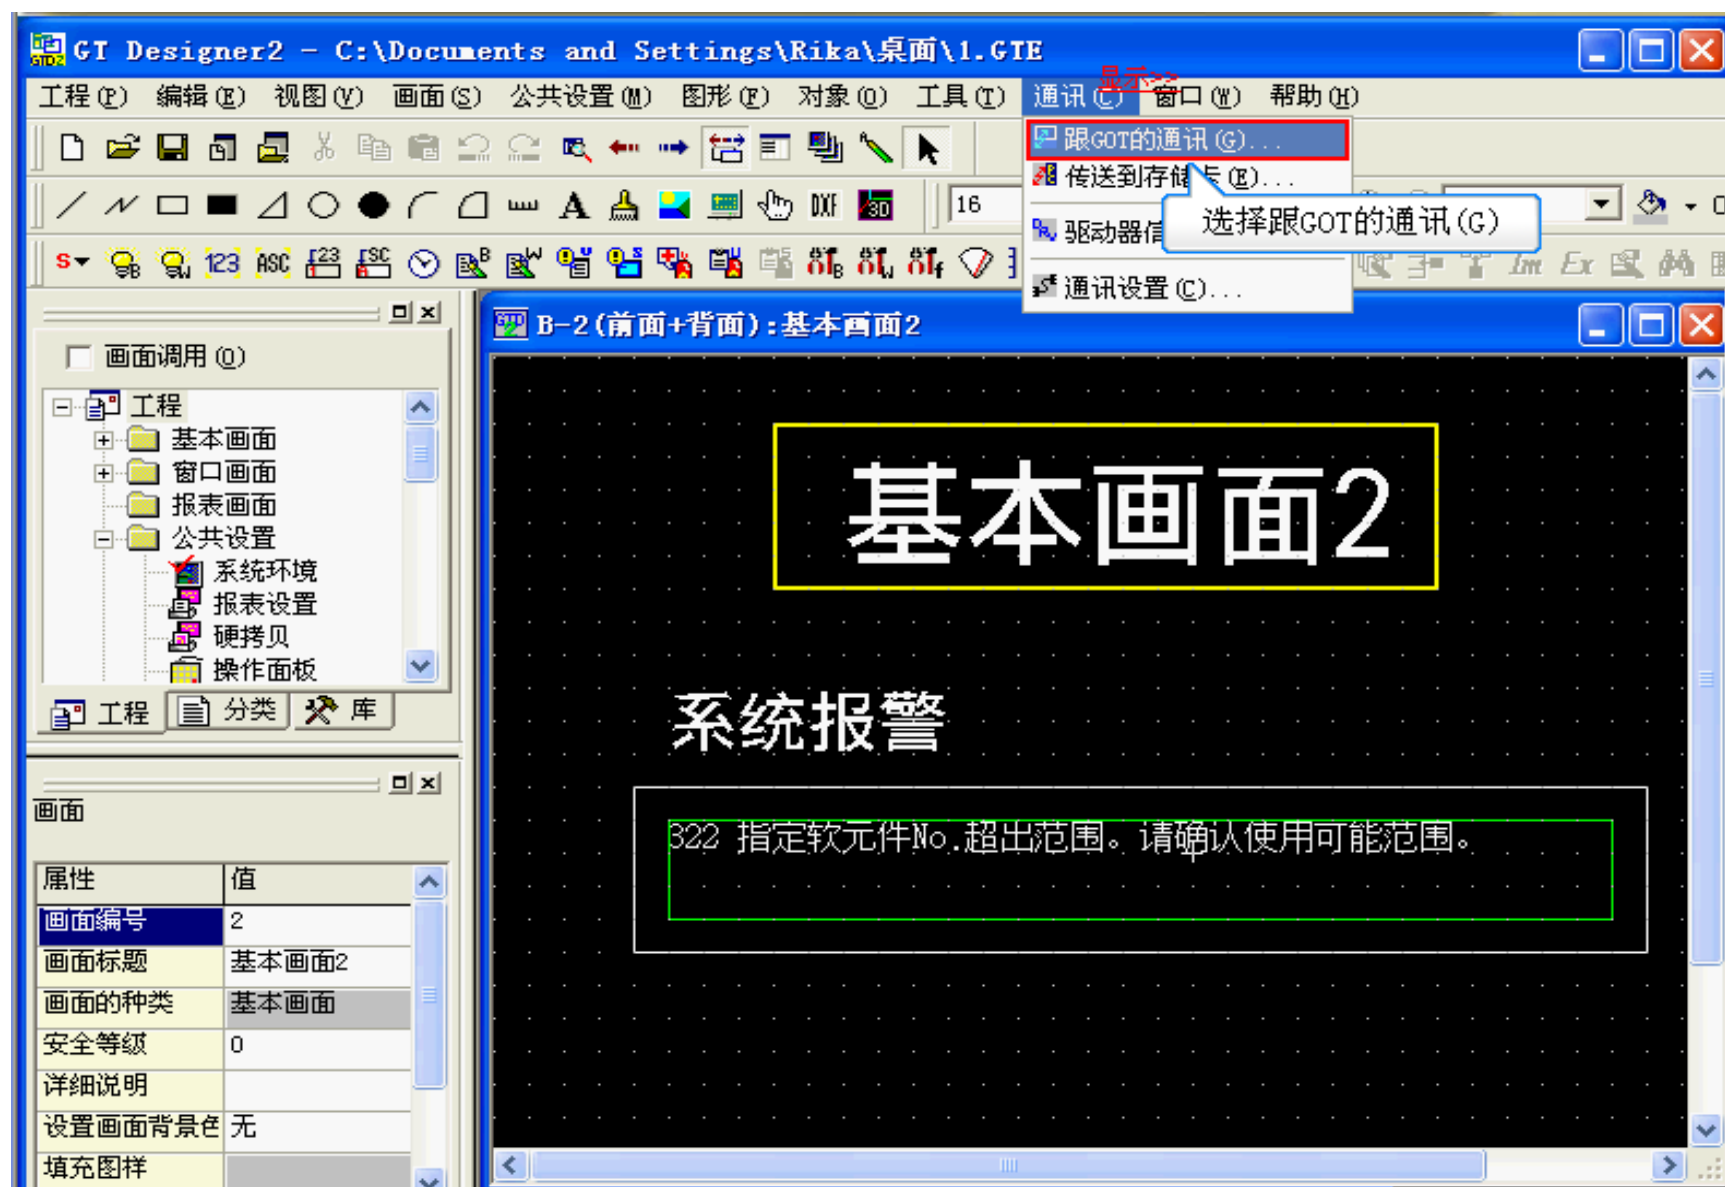 GT Designer2 - C:\Documents and Settings\Rika\桌面\1.GTE
显示>>
工程(P) 编辑(E) 视图(V) 画面(S) 公共设置(M) 图形(F) 对象(O) 工具(T) 通讯(C) 窗口(W) 帮助(H)
跟GOT的通讯(G)...
传送到存储卡(E)...
选择跟GOT的通讯(G)
驱动器信
通讯设置(C)...
A DXF 16
S 123 ASC Im Ex
B-2(前面+背面):基本画面2
画面调用(Q)
工程
基本画面
窗口画面
报表画面
公共设置
系统环境
报表设置
硬拷贝
操作面板
工程 分类 库
基本画面2
系统报警
322 指定软元件No.超出范围。请确认使用可能范围。
画面
属性 值
画面编号 2
画面标题 基本画面2
画面的种类 基本画面
安全等级 0
详细说明
设置画面背景色 无
填充图样